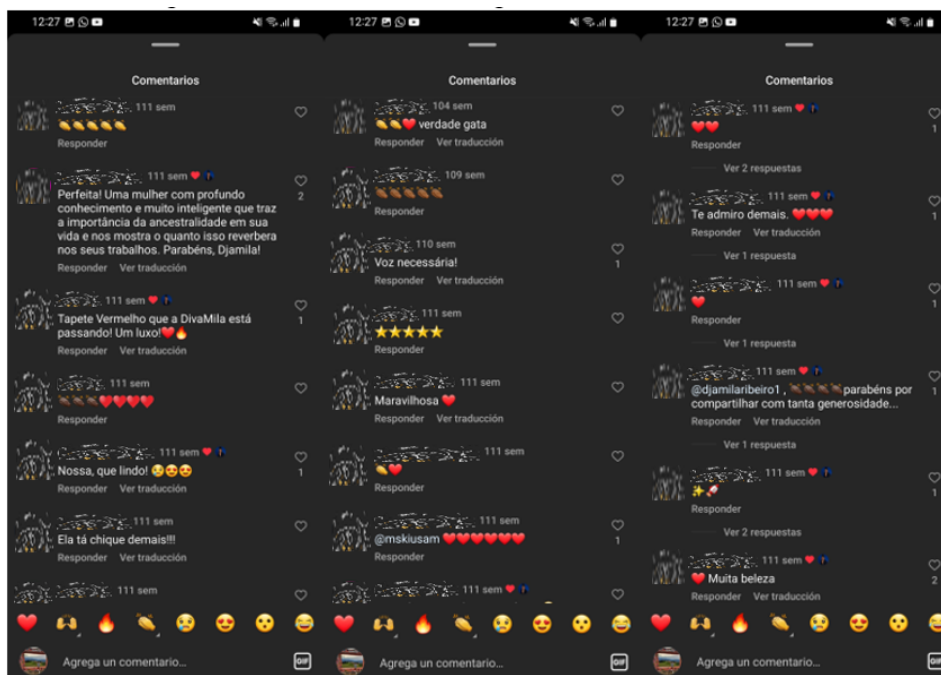 12:27
Comentarios
111 sem
👏👏👏👏👏
Responder
111 sem
Perfeita! Uma mulher com profundo
conhecimento e muito inteligente que traz
a importância da ancestralidade em sua
vida e nos mostra o quanto isso reverbera
nos seus trabalhos. Parabéns, Djamila!
2
Responder Ver traducción
111 sem
Tapete Vermelho que a DivaMila está
passando! Um luxo!❤️🔥
1
Responder Ver traducción
111 sem
👏🏾👏🏾👏🏾❤️❤️❤️❤️
Responder
111 sem
Nossa, que lindo! 😢😍😍
1
Responder Ver traducción
111 sem
Ela tá chique demais!!!
Responder Ver traducción
111 sem
Agrega un comentario...
GIF
12:27
Comentarios
104 sem
👏👏❤️ verdade gata
Responder Ver traducción
109 sem
👏🏾👏🏾👏🏾👏🏾👏🏾
Responder
110 sem
Voz necessária!
1
Responder Ver traducción
111 sem
⭐⭐⭐⭐⭐
Responder
111 sem
Maravilhosa ❤️
Responder Ver traducción
111 sem
👏❤️
Responder
111 sem
@mskiusam ❤️❤️❤️❤️❤️❤️
1
Responder Ver traducción
111 sem
Agrega un comentario...
GIF
12:27
Comentarios
111 sem
❤️❤️
1
Responder
Ver 2 respuestas
111 sem
Te admiro demais. ❤️❤️❤️
1
Responder Ver traducción
Ver 1 respuesta
111 sem
❤️
1
Responder
Ver 1 respuesta
111 sem
@djamilaribeiro1 , 👏🏾👏🏾👏🏾👏🏾parabéns por
compartilhar com tanta generosidade...
1
Responder Ver traducción
Ver 1 respuesta
111 sem
✨🚀
1
Responder
Ver 2 respuestas
111 sem
❤️ Muita beleza
2
Responder Ver traducción
Agrega un comentario...
GIF